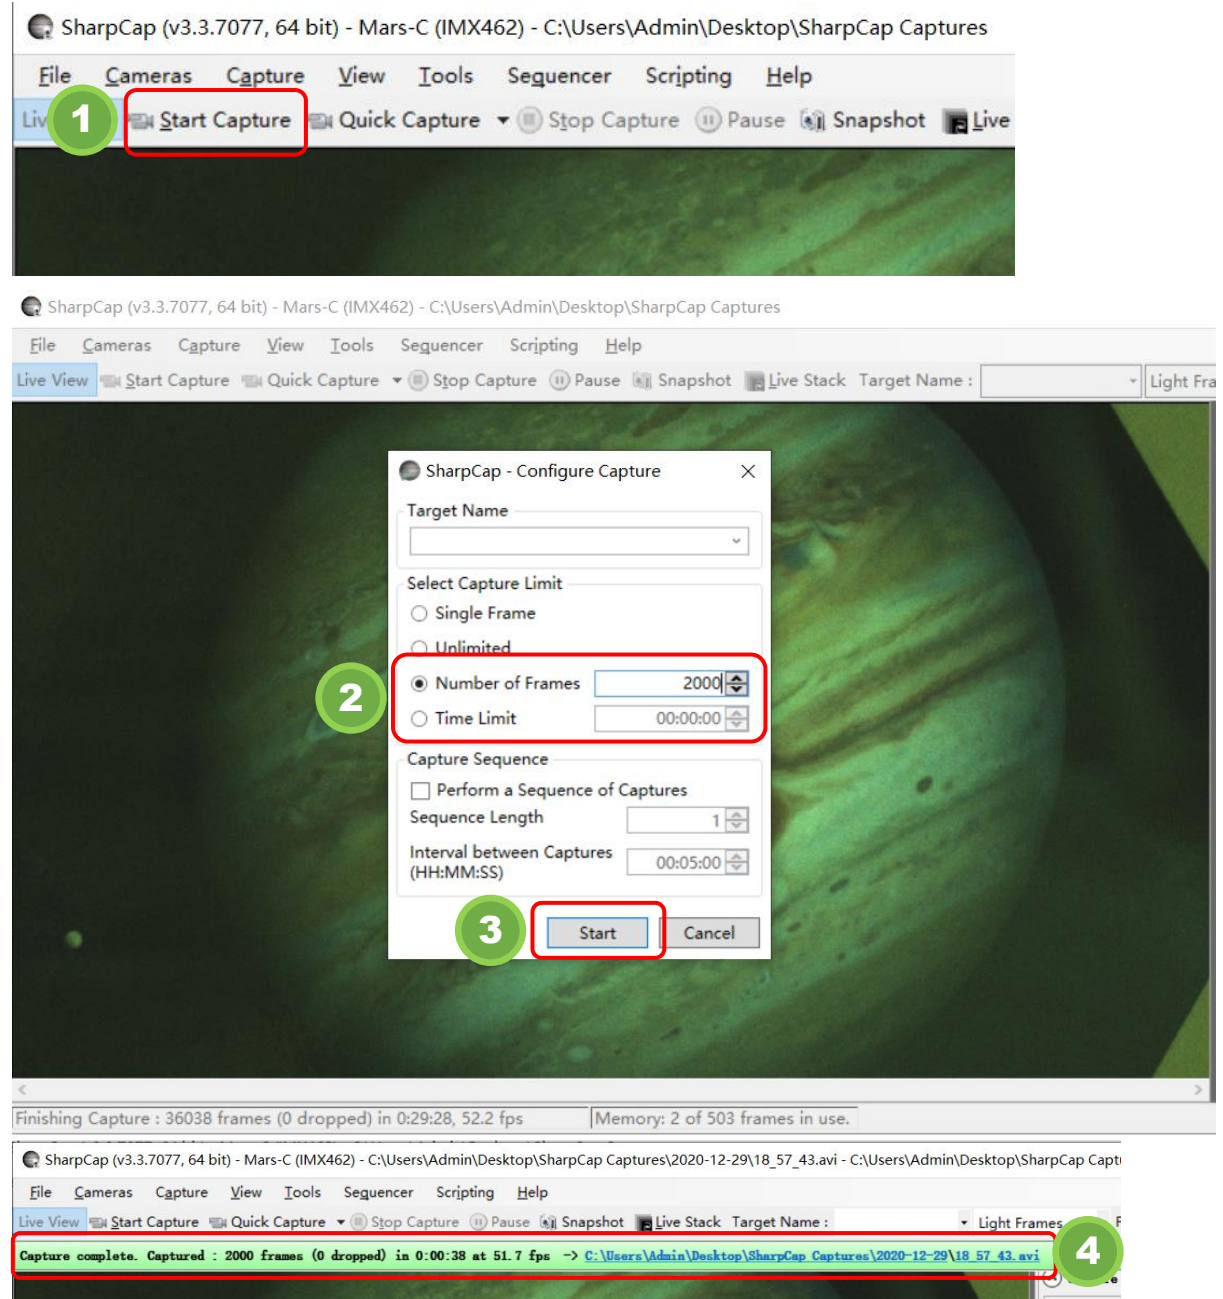 SharpCap (v3.3.7077, 64 bit) - Mars-C (IMX462) - C:\Users\Admin\Desktop\SharpCap Captures
File Cameras Capture View Tools Sequencer Scripting Help
Liv 1 Start Capture Quick Capture Stop Capture Pause Snapshot Live
SharpCap (v3.3.7077, 64 bit) - Mars-C (IMX462) - C:\Users\Admin\Desktop\SharpCap Captures
File Cameras Capture View Tools Sequencer Scripting Help
Live View Start Capture Quick Capture Stop Capture Pause Snapshot Live Stack Target Name : Light Fra
SharpCap - Configure Capture
Target Name
Select Capture Limit
Single Frame
Unlimited
2 Number of Frames 2000
Time Limit 00:00:00
Capture Sequence
Perform a Sequence of Captures
Sequence Length 1
Interval between Captures
(HH:MM:SS) 00:05:00
3 Start Cancel
Finishing Capture : 36038 frames (0 dropped) in 0:29:28, 52.2 fps Memory: 2 of 503 frames in use.
SharpCap (v3.3.7077, 64 bit) - Mars-C (IMX462) - C:\Users\Admin\Desktop\SharpCap Captures\2020-12-29\18_57_43.avi - C:\Users\Admin\Desktop\SharpCap Capt
File Cameras Capture View Tools Sequencer Scripting Help
Live View Start Capture Quick Capture Stop Capture Pause Snapshot Live Stack Target Name : Light Frames F
Capture complete. Captured : 2000 frames (0 dropped) in 0:00:38 at 51.7 fps -> C:\Users\Admin\Desktop\SharpCap Captures\2020-12-29\18_57_43.avi 4